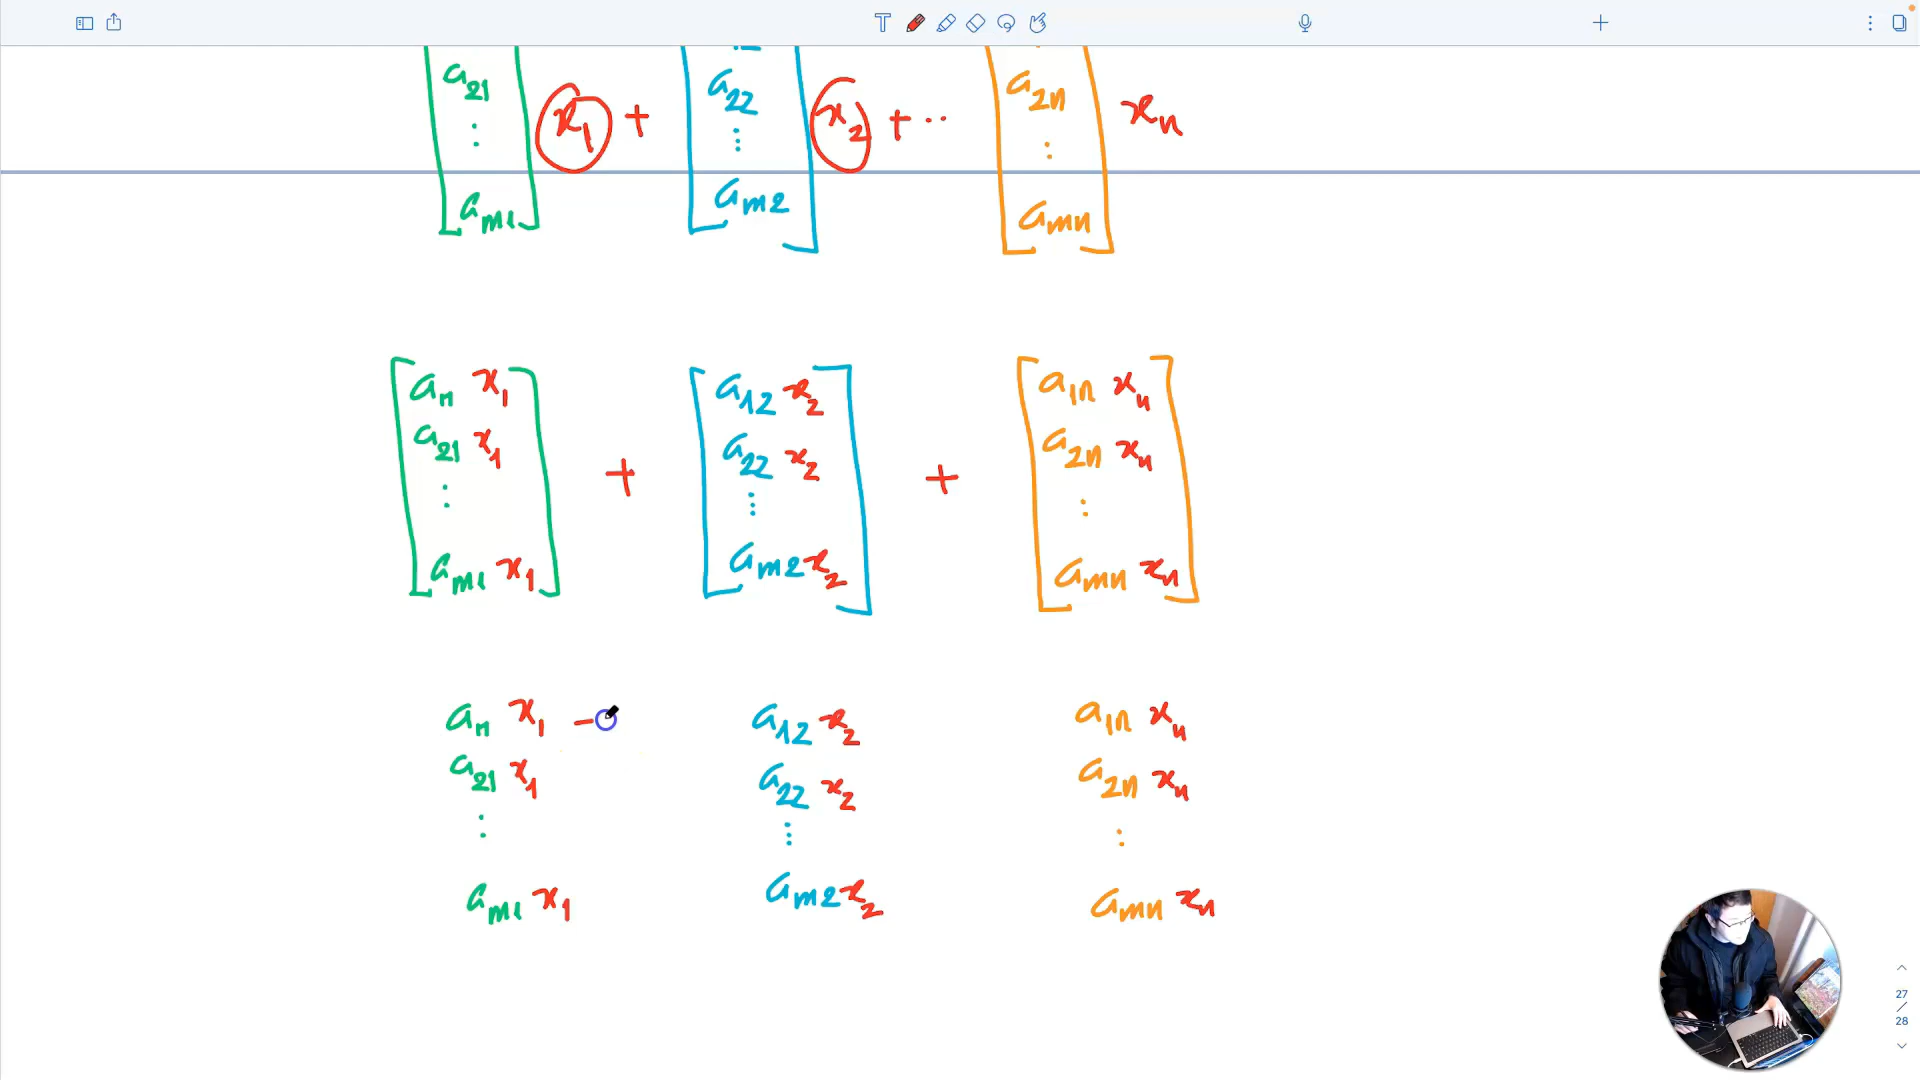 a21 x1 + a22 x2 + ·· a2n xn
⋮ ⋮ ⋮
am1 am2 amn
a11 x1 a12 x2 a1n xn
a21 x1 a22 x2 a2n xn
+ +
⋮ ⋮ ⋮
am1 x1 am2 x2 amn xn
a11 x1 – a12 x2 a1n xn
a21 x1 a22 x2 a2n xn
⋮ ⋮ ⋮
am1 x1 am2 x2 amn xn
27
/
28